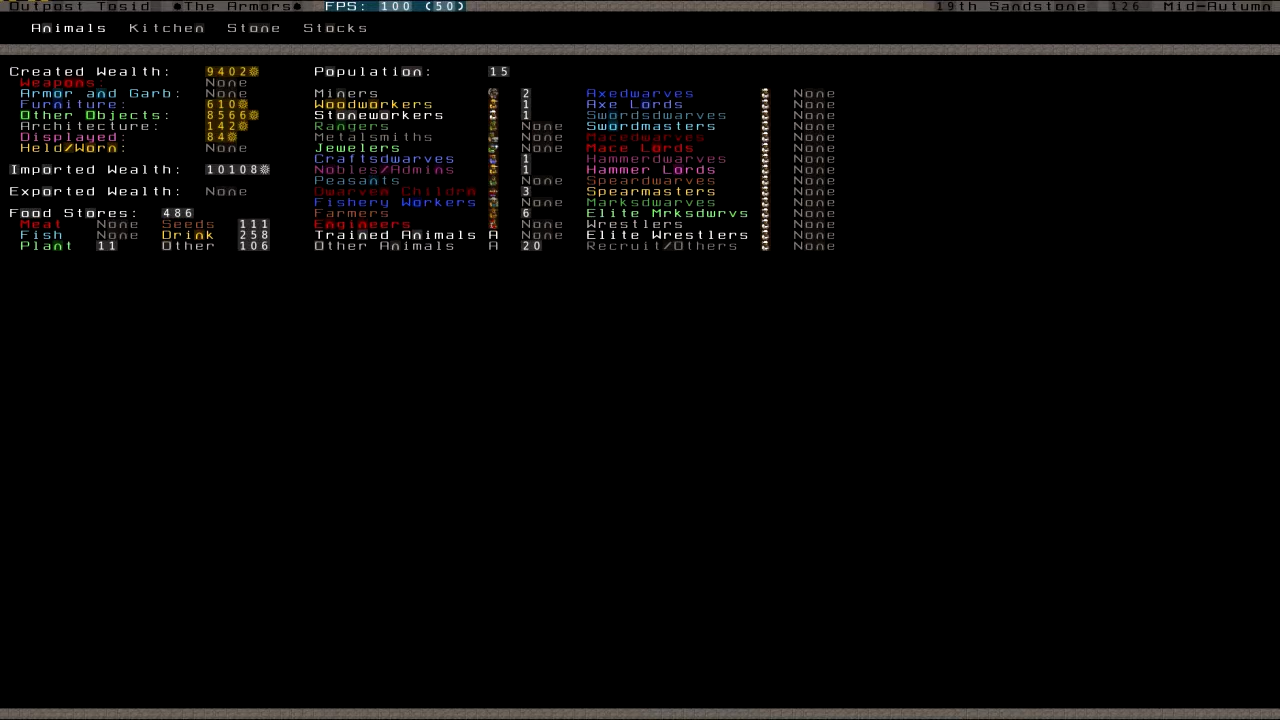 Outpost Tosid *The Armors* FPS: 100 (50) 19th Sandstone 126 Mid-Autumn
Animals Kitchen Stone Stocks
Created Wealth: 9402☼ Population: 15
Weapons: None
Armor and Garb: None Miners 2 Axedwarves None
Furniture: 610☼ Woodworkers 1 Axe Lords None
Other Objects: 8566☼ Stoneworkers 1 Swordsdwarves None
Architecture: 142☼ Rangers None Swordmasters None
Displayed: 84☼ Metalsmiths None Macedwarves None
Held/Worn: None Jewelers None Mace Lords None
Craftsdwarves 1 Hammerdwarves None
Imported Wealth: 10108☼ Nobles/Admins 1 Hammer Lords None
Peasants None Speardwarves None
Exported Wealth: None Dwarven Childrn 3 Spearmasters None
Fishery Workers None Marksdwarves None
Food Stores: 486 Farmers 6 Elite Mrksdwrvs None
Meat None Seeds 111 Engineers None Wrestlers None
Fish None Drink 258 Trained Animals A None Elite Wrestlers None
Plant 11 Other 106 Other Animals A 20 Recruit/Others None